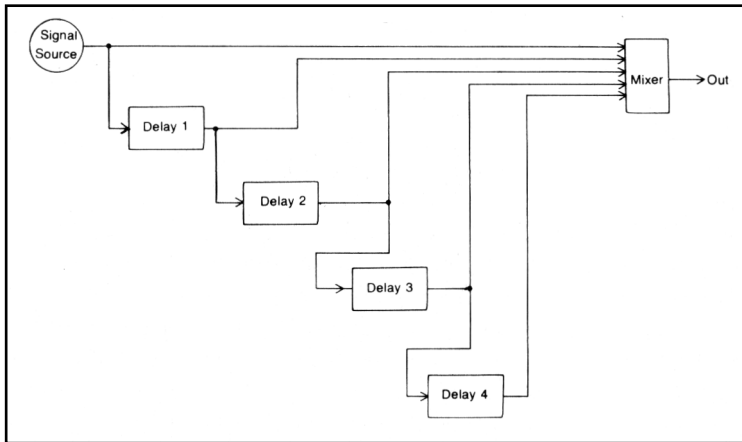 Signal
Source
Mixer
Out
Delay 1
Delay 2
Delay 3
Delay 4